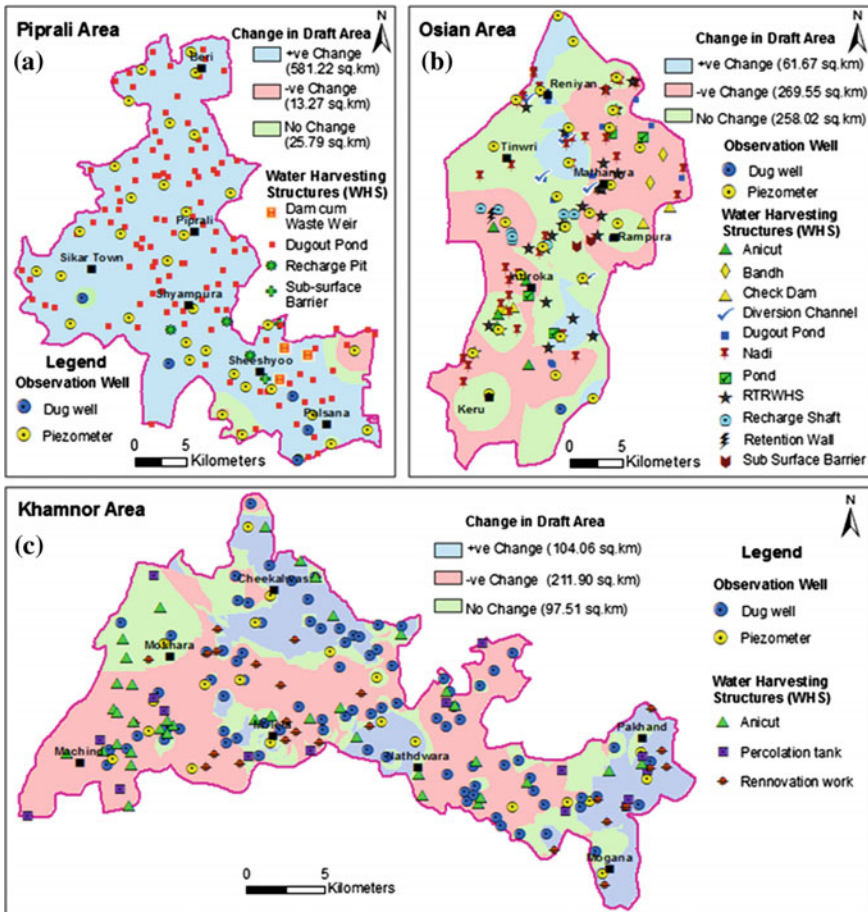 Piprali Area
N
(a)
Change in Draft Area
+ve Change
(581.22 sq.km)
-ve Change
(13.27 sq.km)
No Change
(25.79 sq.km)
Water Harvesting
Structures (WHS)
Dam cum
Waste Weir
Dugout Pond
Recharge Pit
Sub-surface
Barrier
Beri
Piprali
Sikar Town
Shyampura
Sheeshyoo
Palsana
Legend
Observation Well
Dug well
Piezometer
0 5
Kilometers
Osian Area
N
(b)
Change in Draft Area
+ve Change (61.67 sq.km)
-ve Change (269.55 sq.km)
No Change (258.02 sq.km)
Observation Well
Dug well
Piezometer
Water Harvesting
Structures (WHS)
Anicut
Bandh
Check Dam
Diversion Channel
Dugout Pond
Nadi
Pond
RTRWHS
Recharge Shaft
Retention Wall
Sub Surface Barrier
Reniyan
Tinwri
Mathaniya
Rampura
Keru
0 5
Kilometers
Khamnor Area
N
(c)
Change in Draft Area
+ve Change (104.06 sq.km)
-ve Change (211.90 sq.km)
No Change (97.51 sq.km)
Legend
Observation Well
Dug well
Piezometer
Water Harvesting
Structures (WHS)
Anicut
Percolation tank
Rennovation work
Cheekalwas
Mokhara
Machind
Nathdwara
Pakhand
Mogana
0 5
Kilometers